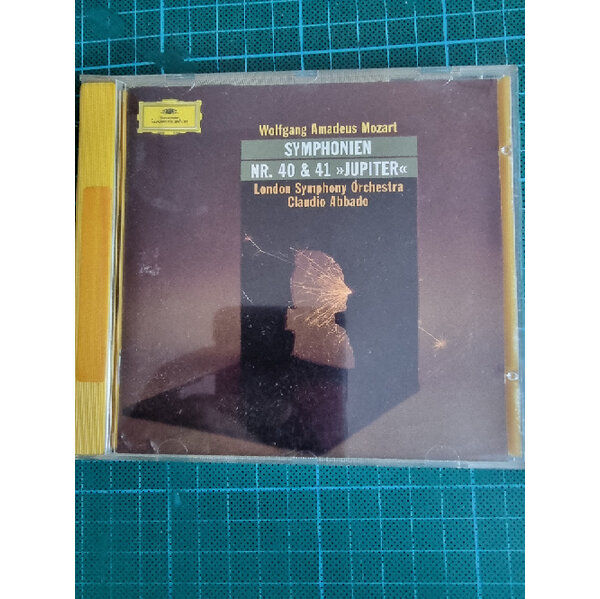 Wolfgang Amadeus Mozart
SYMPHONIEN
NR. 40 & 41 »JUPITER«
London Symphony Orchestra
Claudio Abbado